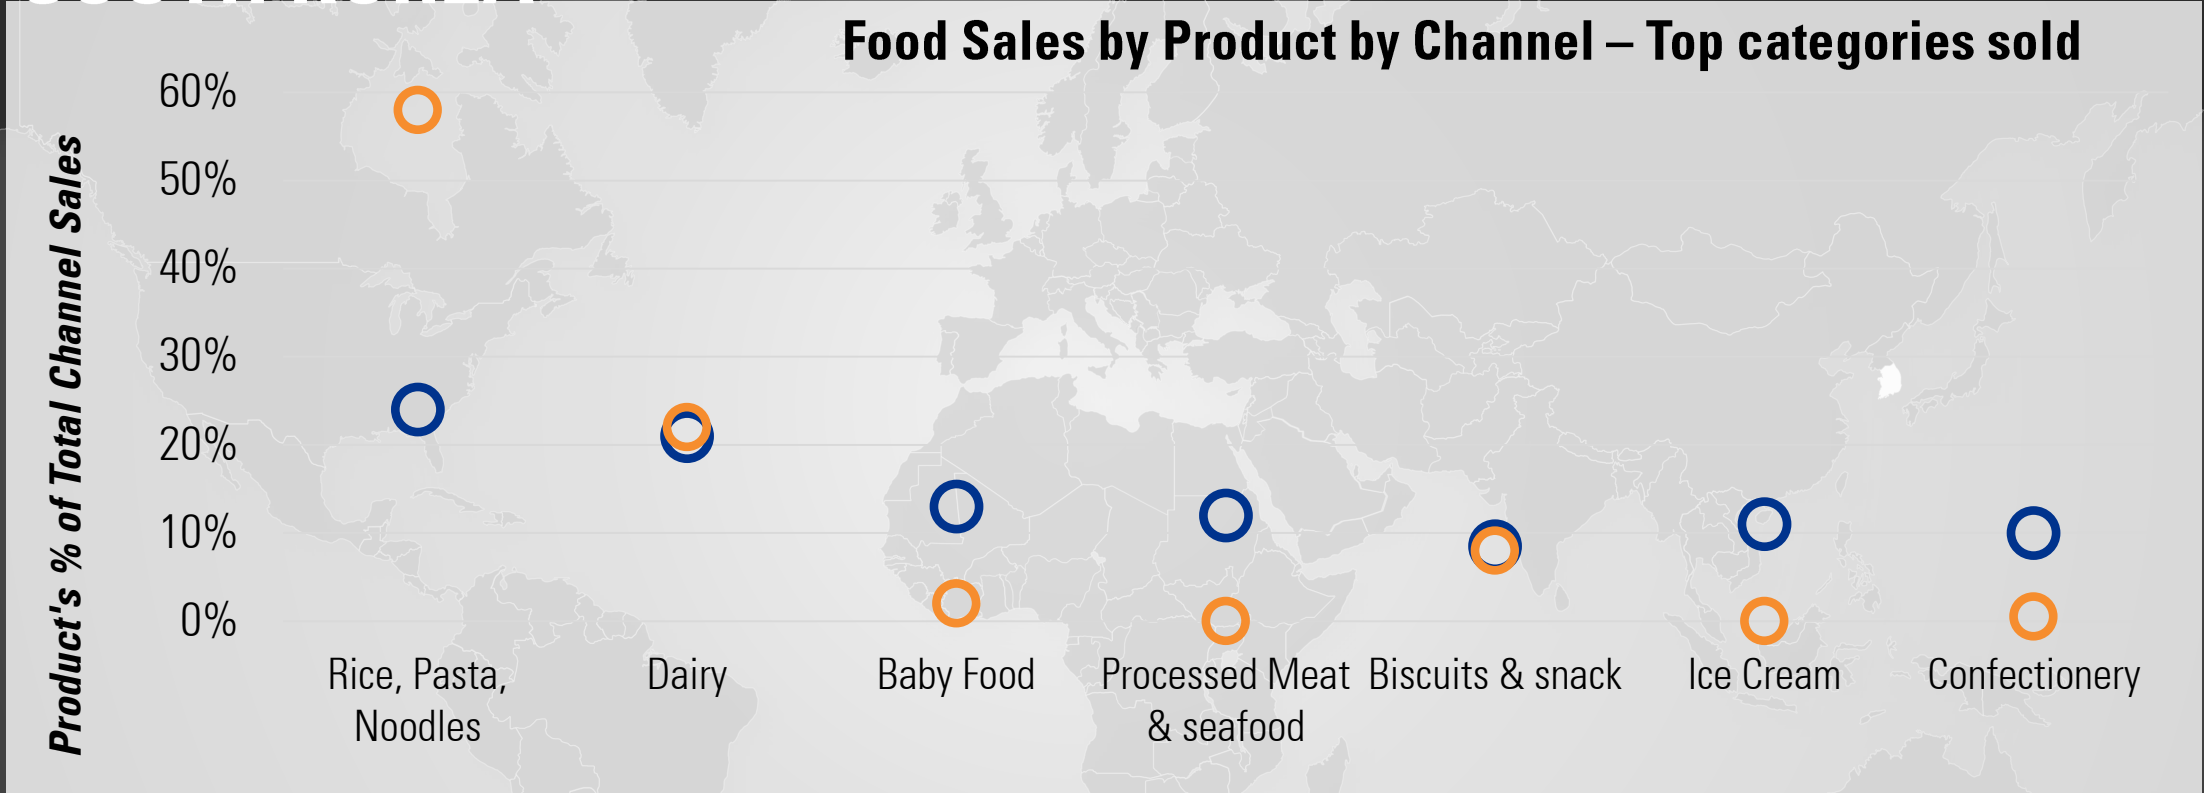 Food Sales by Product by Channel – Top categories sold
Product's % of Total Channel Sales
60%
50%
40%
30%
20%
10%
0%
Rice, Pasta,
Noodles
Dairy
Baby Food
Processed Meat
& seafood
Biscuits & snack
Ice Cream
Confectionery